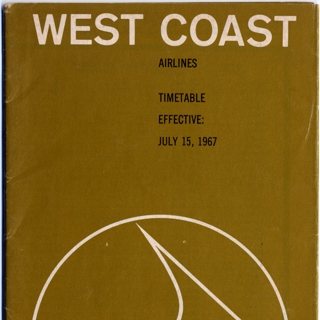 WEST COAST
AIRLINES
TIMETABLE
EFFECTIVE:
JULY 15, 1967